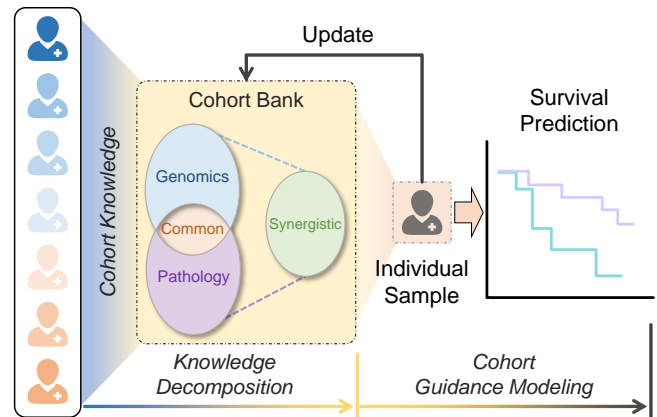 Update
Cohort Bank
Survival
Prediction
Cohort Knowledge
Genomics
Common
Synergistic
Pathology
Individual
Sample
Knowledge
Decomposition
Cohort
Guidance Modeling